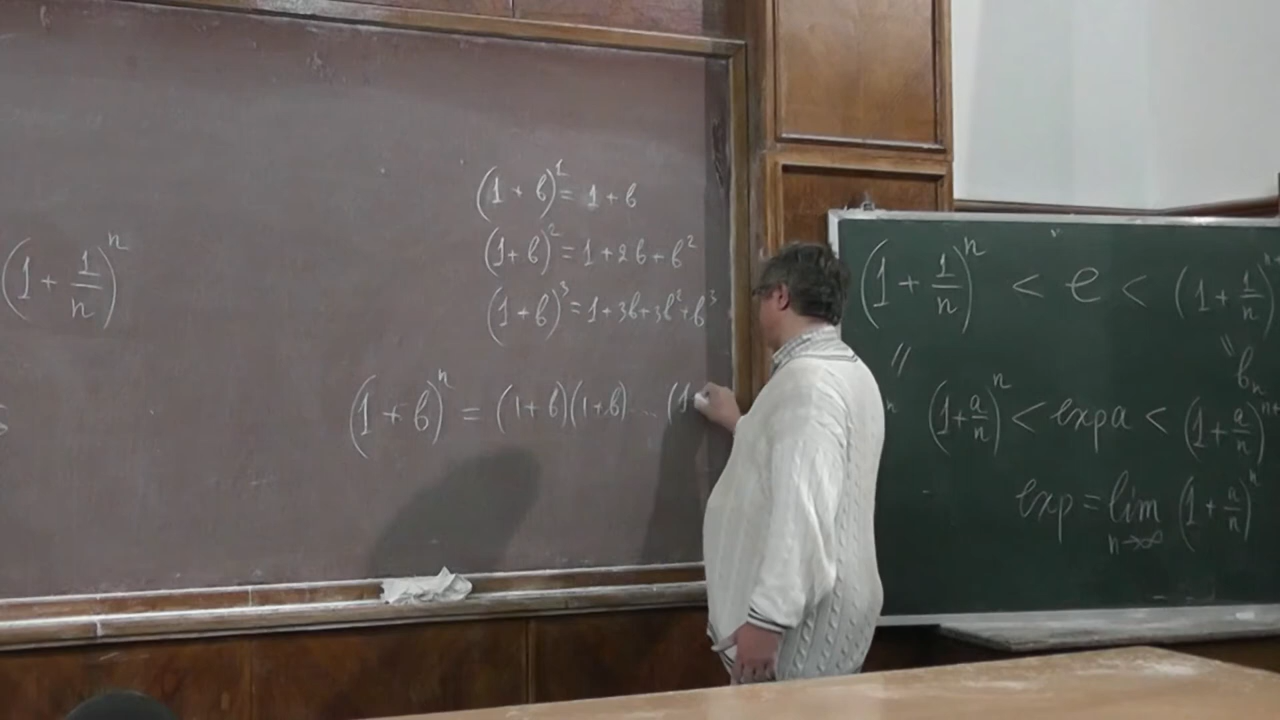 (1 + 1/n)^n
(1 + b)^1 = 1 + b
(1 + b)^2 = 1 + 2b + b^2
(1 + b)^3 = 1 + 3b + 3b^2 + b^3
(1 + b)^n = (1 + b)(1 + b) ... (1
(1 + 1/n)^n < e < (1 + 1/n)
" "
b_n
(1 + a/n)^n < exp a < (1 + a/n)
exp = lim n→∞ (1 + a/n)^n